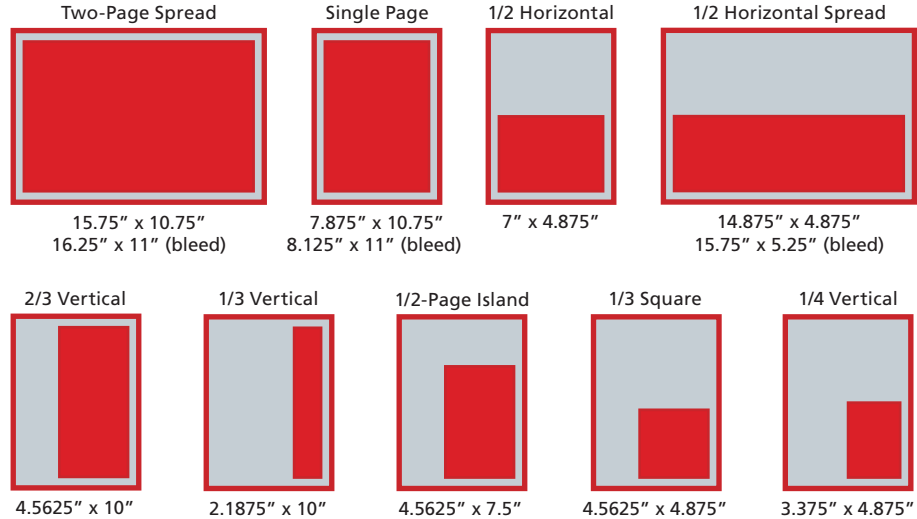 Two-Page Spread
Single Page
1/2 Horizontal
1/2 Horizontal Spread
15.75” x 10.75”
16.25” x 11” (bleed)
7.875” x 10.75”
8.125” x 11” (bleed)
7” x 4.875”
14.875” x 4.875”
15.75” x 5.25” (bleed)
2/3 Vertical
1/3 Vertical
1/2-Page Island
1/3 Square
1/4 Vertical
4.5625” x 10”
2.1875” x 10”
4.5625” x 7.5”
4.5625” x 4.875”
3.375” x 4.875”